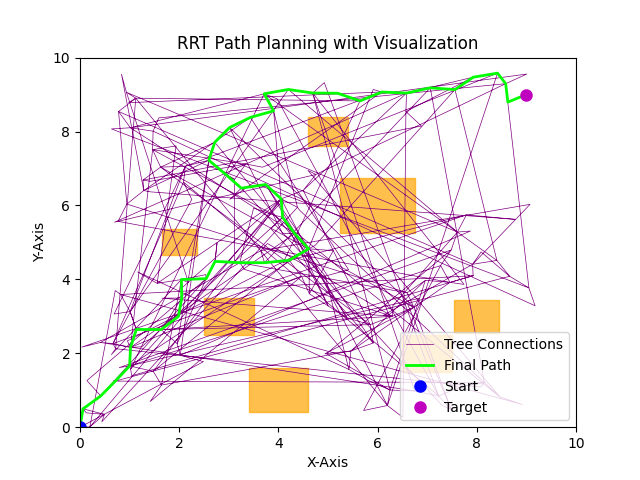 RRT Path Planning with Visualization
Y-Axis
10
8
6
4
2
0
0 2 4 6 8 10
X-Axis
Tree Connections
Final Path
Start
Target